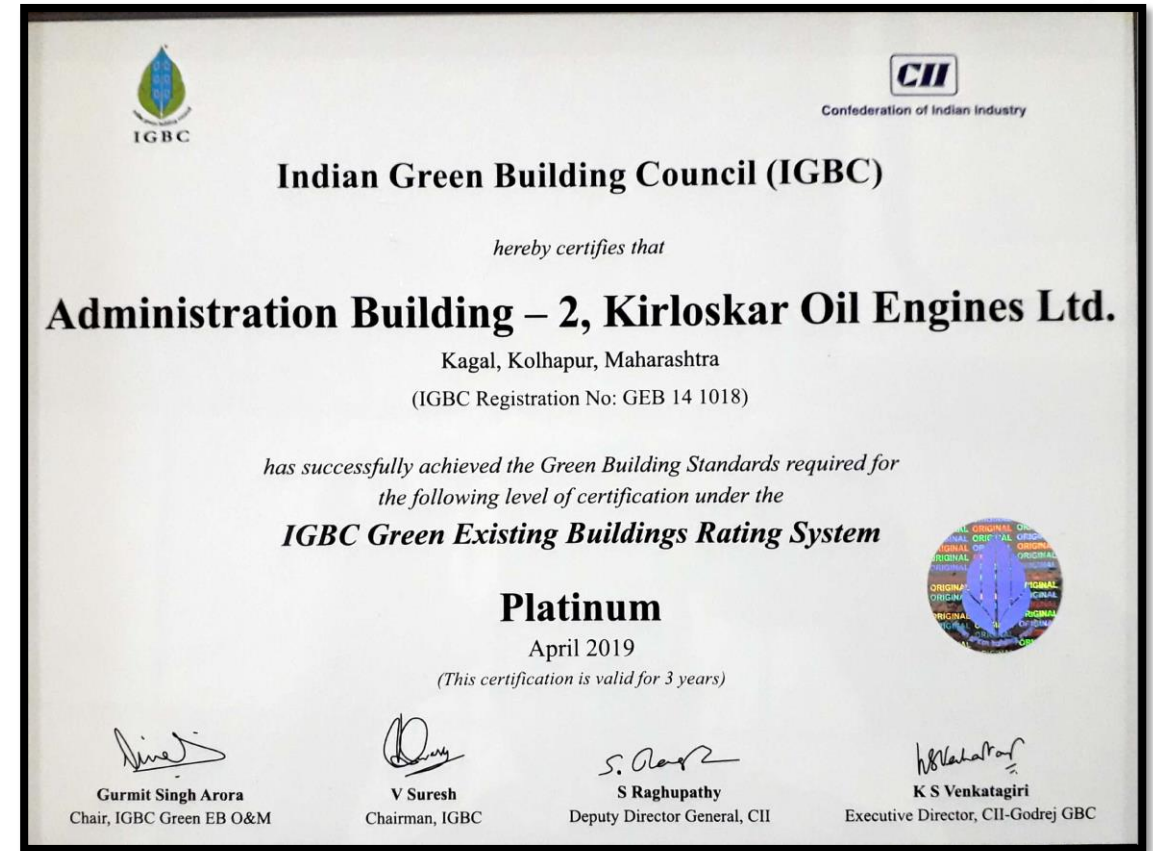 IGBC
CII
Confederation of Indian Industry
Indian Green Building Council (IGBC)
hereby certifies that
Administration Building – 2, Kirloskar Oil Engines Ltd.
Kagal, Kolhapur, Maharashtra
(IGBC Registration No: GEB 14 1018)
has successfully achieved the Green Building Standards required for
the following level of certification under the
IGBC Green Existing Buildings Rating System
ORIGINAL
Platinum
April 2019
(This certification is valid for 3 years)
Gurmit Singh Arora
Chair, IGBC Green EB O&M
V Suresh
Chairman, IGBC
S Raghupathy
Deputy Director General, CII
K S Venkatagiri
Executive Director, CII-Godrej GBC